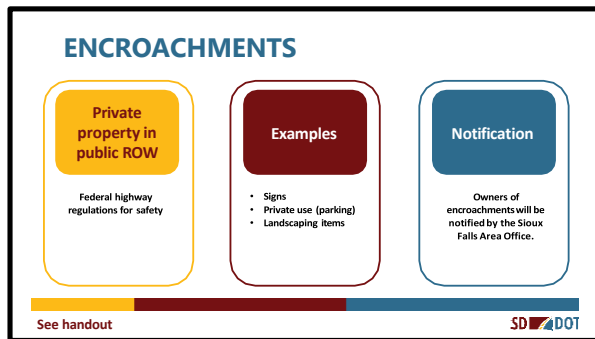 ENCROACHMENTS
Private
property in
public ROW
Federal highway
regulations for safety
Examples
• Signs
• Private use (parking)
• Landscaping items
Notification
Owners of
encroachments will be
notified by the Sioux
Falls Area Office.
See handout
SD DOT